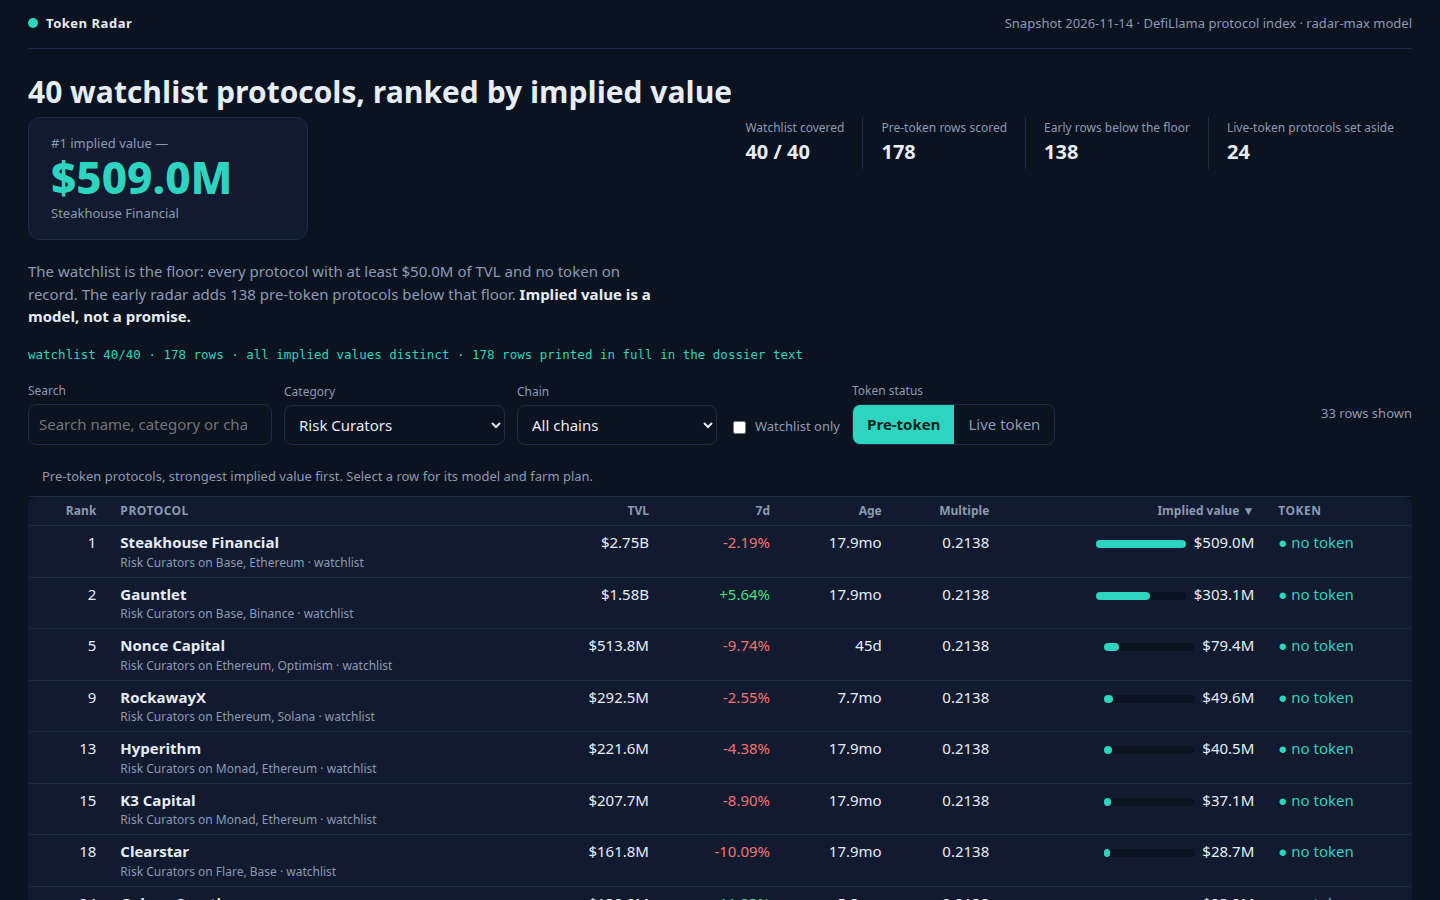 Token Radar
Snapshot 2026-11-14 · DefiLlama protocol index · radar-max model
40 watchlist protocols, ranked by implied value
#1 implied value —
$509.0M
Steakhouse Financial
Watchlist covered
40 / 40
Pre-token rows scored
178
Early rows below the floor
138
Live-token protocols set aside
24
The watchlist is the floor: every protocol with at least $50.0M of TVL and no token on
record. The early radar adds 138 pre-token protocols below that floor. Implied value is a
model, not a promise.
watchlist 40/40 · 178 rows · all implied values distinct · 178 rows printed in full in the dossier text
Search
Category
Chain
Token status
Search name, category or cha
Risk Curators
All chains
Watchlist only
Pre-token
Live token
33 rows shown
Pre-token protocols, strongest implied value first. Select a row for its model and farm plan.
Rank PROTOCOL TVL 7d Age Multiple Implied value ▼ TOKEN
1 Steakhouse Financial $2.75B -2.19% 17.9mo 0.2138 $509.0M ● no token
Risk Curators on Base, Ethereum · watchlist
2 Gauntlet $1.58B +5.64% 17.9mo 0.2138 $303.1M ● no token
Risk Curators on Base, Binance · watchlist
5 Nonce Capital $513.8M -9.74% 45d 0.2138 $79.4M ● no token
Risk Curators on Ethereum, Optimism · watchlist
9 RockawayX $292.5M -2.55% 7.7mo 0.2138 $49.6M ● no token
Risk Curators on Ethereum, Solana · watchlist
13 Hyperithm $221.6M -4.38% 17.9mo 0.2138 $40.5M ● no token
Risk Curators on Monad, Ethereum · watchlist
15 K3 Capital $207.7M -8.90% 17.9mo 0.2138 $37.1M ● no token
Risk Curators on Monad, Ethereum · watchlist
18 Clearstar $161.8M -10.09% 17.9mo 0.2138 $28.7M ● no token
Risk Curators on Flare, Base · watchlist